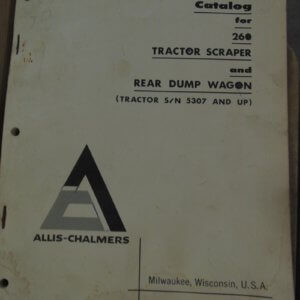 Catalog
for
260
TRACTOR SCRAPER
and
REAR DUMP WAGON
(TRACTOR S/N 5307 AND UP)
ALLIS-CHALMERS
Milwaukee, Wisconsin, U.S.A.